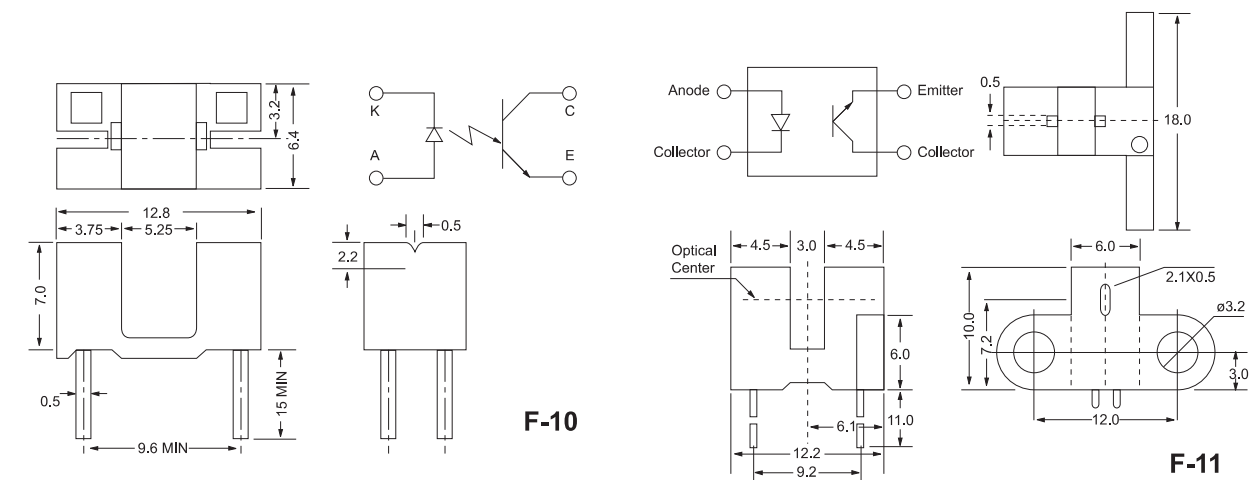 3.2
6.4
K
C
A
E
12.8
3.75
5.25
7.0
0.5
15 MIN
9.6 MIN
0.5
2.2
F-10
Anode
Emitter
Collector
Collector
0.5
18.0
4.5
3.0
4.5
Optical
Center
6.0
11.0
6.1
12.2
9.2
6.0
2.1X0.5
10.0
7.2
ø3.2
3.0
12.0
F-11